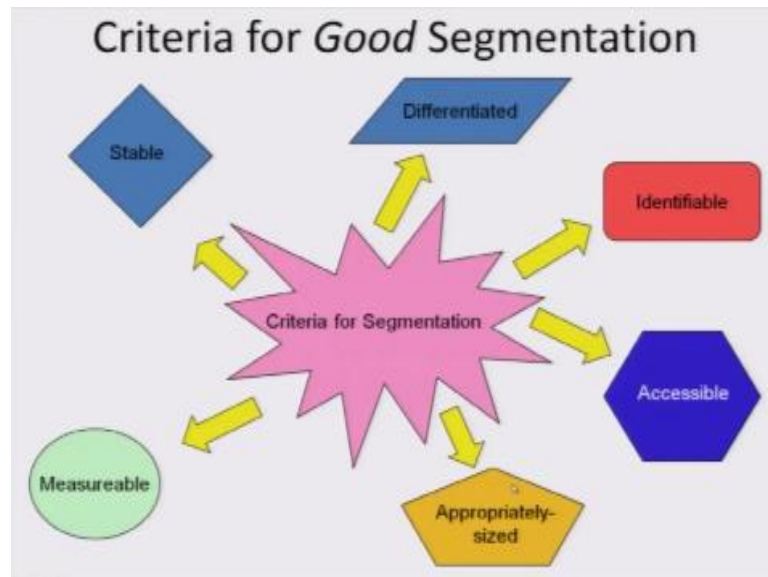 Criteria for Good Segmentation
Stable
Differentiated
Identifiable
Criteria for Segmentation
Accessible
Measureable
Appropriately-
sized